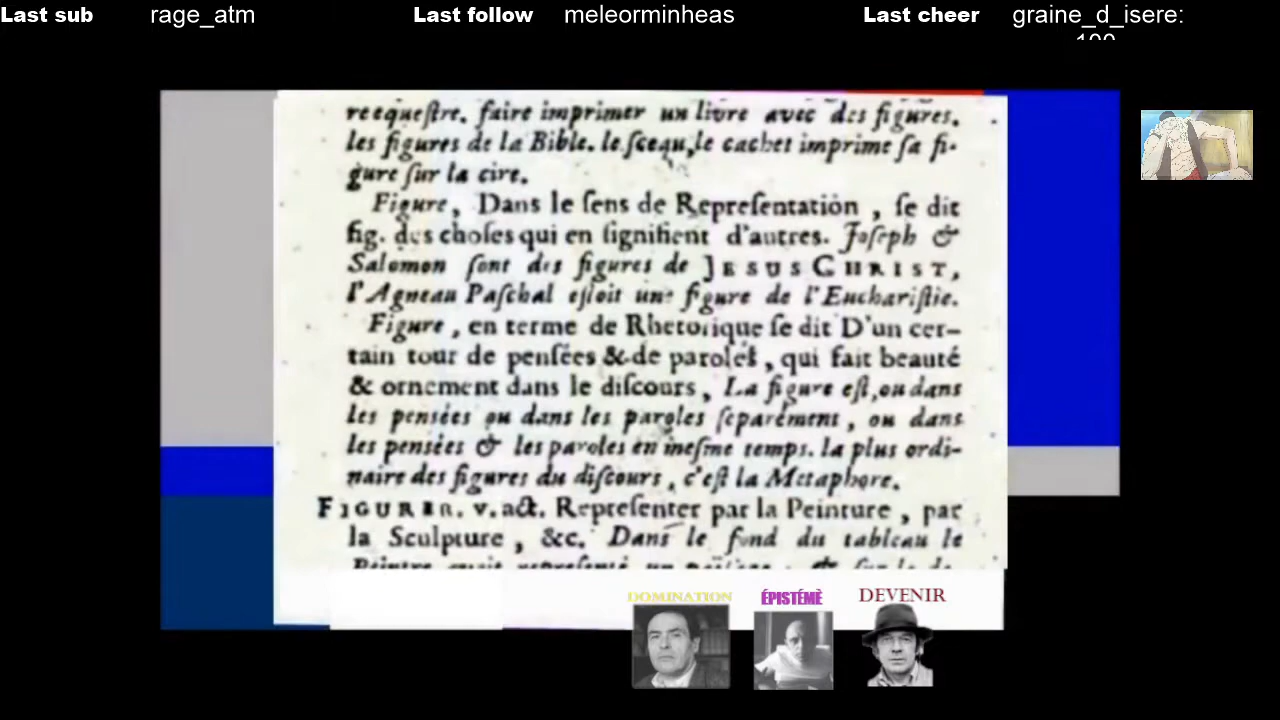 Last sub rage_atm Last follow meleorminheas Last cheer graine_d_isere:
100
reequeſtre. faire imprimer un livre avec des figures.
les figures de la Bible. le ſceau, le cachet imprime ſa fi-
gure ſur la cire.
Figure, Dans le ſens de Repreſentation, ſe dit
fig. des choſes qui en ſignifient d'autres. Joſeph &
Salomon ſont des figures de JESUS CHRIST,
l'Agneau Paſchal eſtoit une figure de l'Euchariſtie.
Figure, en terme de Rhetorique ſe dit D'un cer-
tain tour de penſées & de paroles, qui fait beauté
& ornement dans le diſcours, La figure eſt, ou dans
les penſées ou dans les paroles ſeparément, ou dans
les penſées & les paroles en meſme temps. la plus ordi-
naire des figures du diſcours, c'eſt la Metaphore.
FIGURER. v. act. Repreſenter par la Peinture, par
la Sculpture, &c. Dans le fond du tableau le
DOMINATION ÉPISTÉMÈ DEVENIR